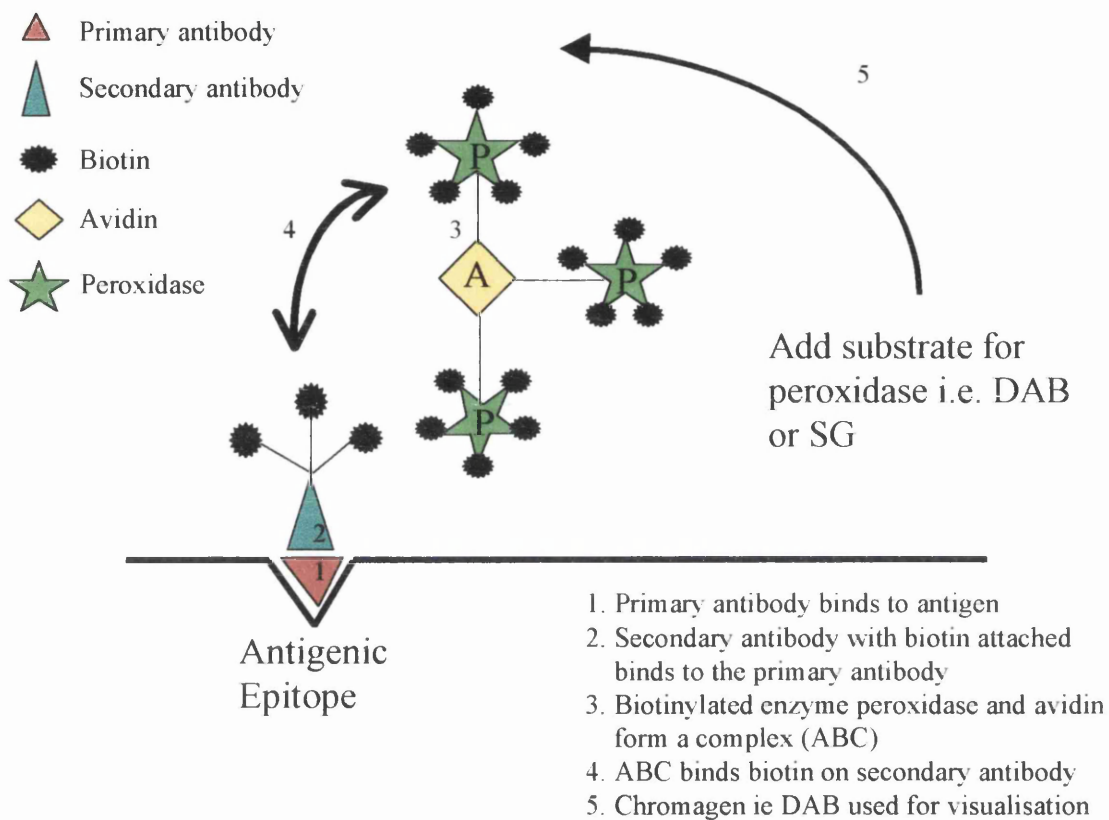 Primary antibody
Secondary antibody
Biotin
Avidin
Peroxidase
5
P
4
3
A
P
P
Add substrate for
peroxidase i.e. DAB
or SG
2
1
Antigenic
Epitope
1. Primary antibody binds to antigen
2. Secondary antibody with biotin attached
binds to the primary antibody
3. Biotinylated enzyme peroxidase and avidin
form a complex (ABC)
4. ABC binds biotin on secondary antibody
5. Chromagen ie DAB used for visualisation